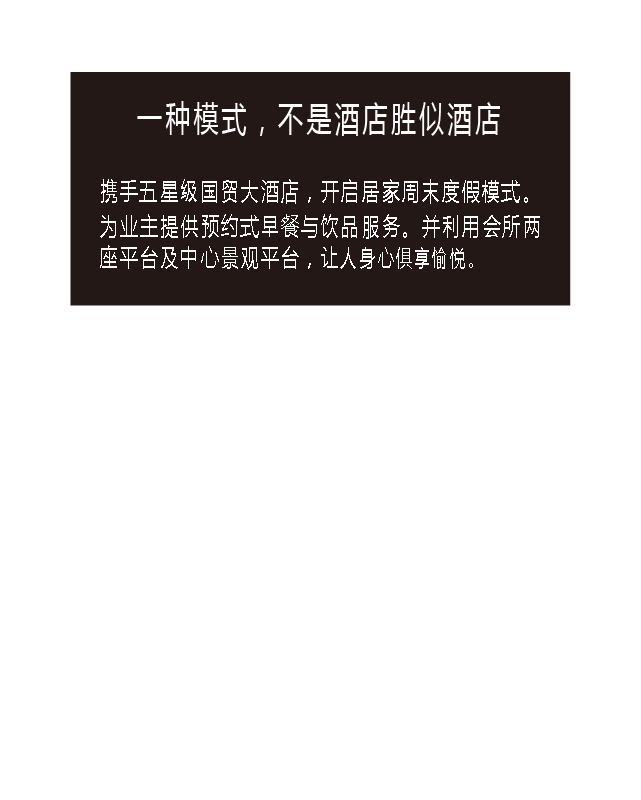 一种模式，不是酒店胜似酒店
携手五星级国贸大酒店，开启居家周末度假模式。
为业主提供预约式早餐与饮品服务。并利用会所两
座平台及中心景观平台，让人身心俱享愉悦。